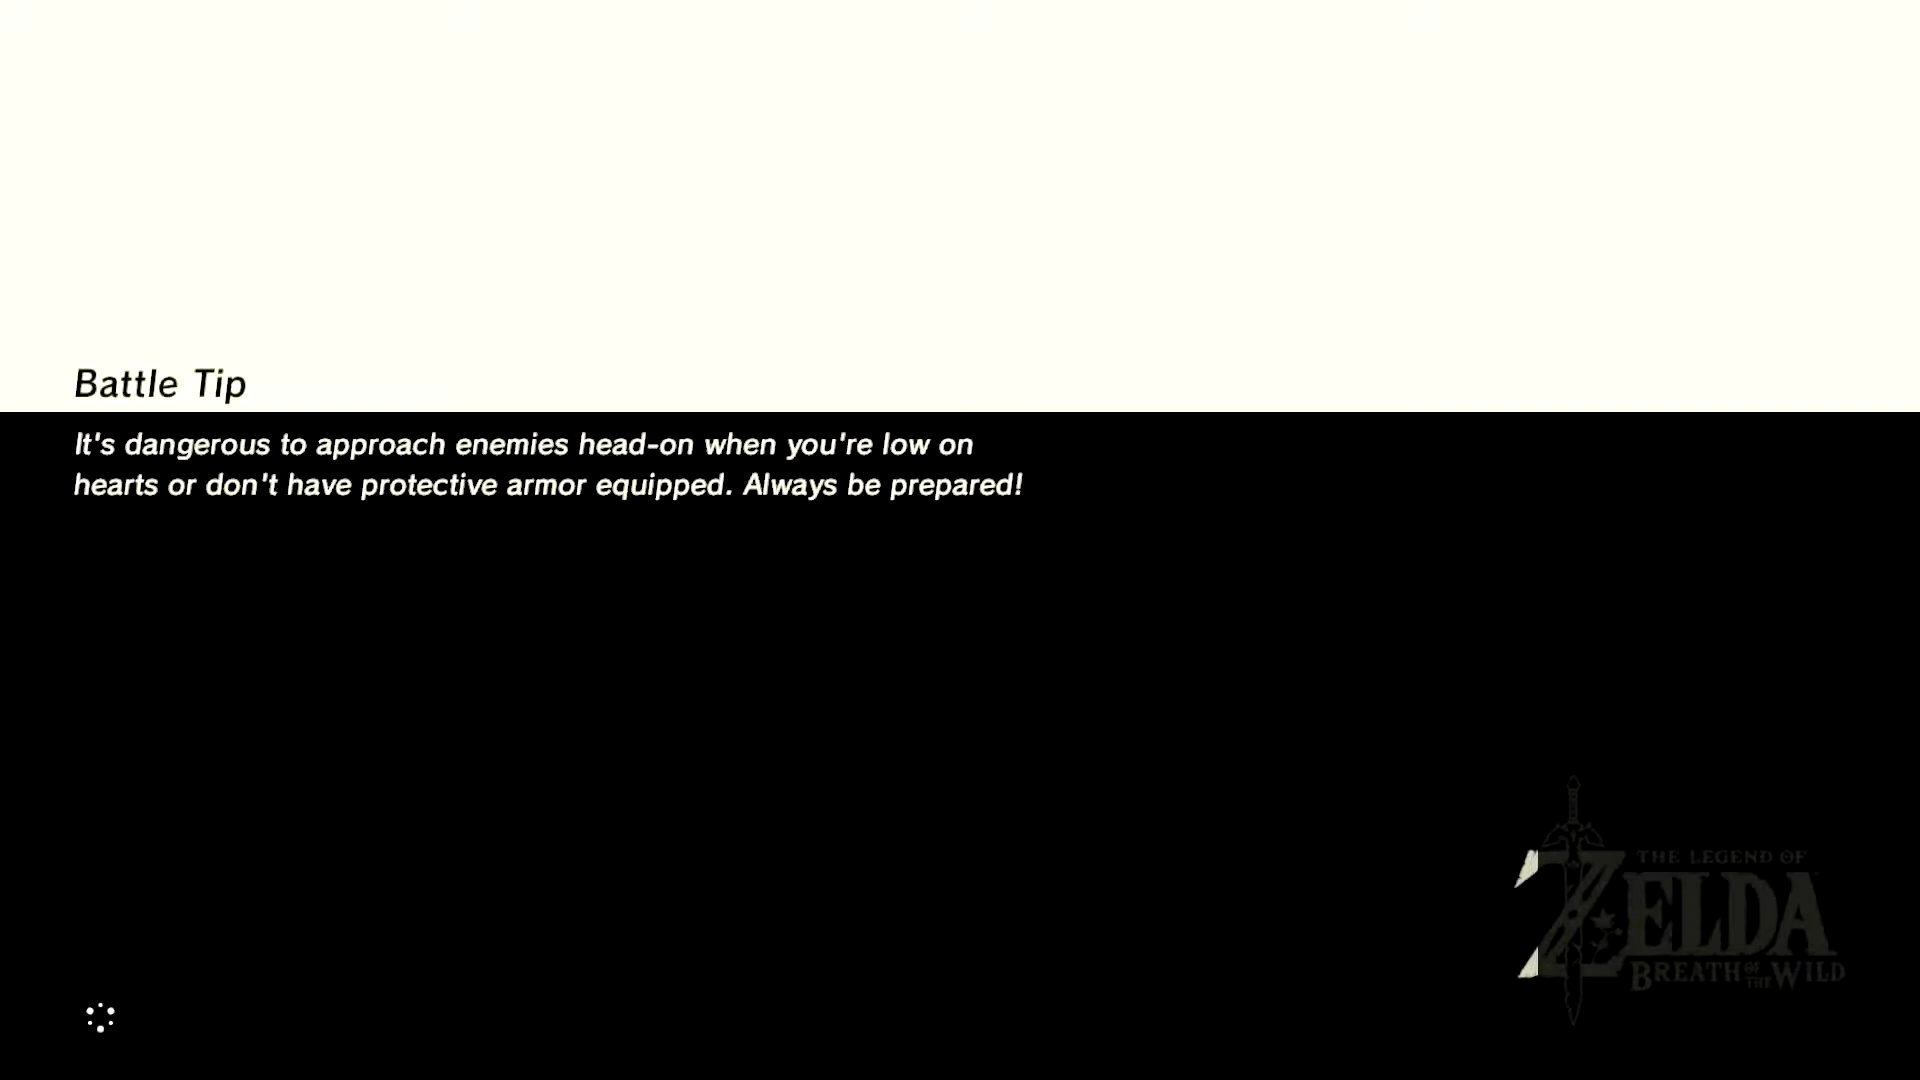 Battle Tip
It's dangerous to approach enemies head-on when you're low on
hearts or don't have protective armor equipped. Always be prepared!
THE LEGEND OF
ZELDA
BREATH OF THE WILD